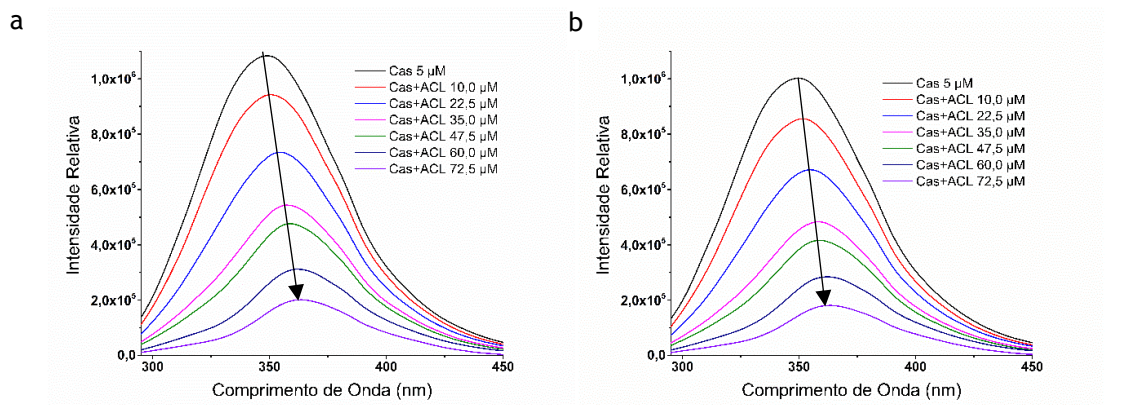 a
Intensidade Relativa
1,0x10⁶
8,0x10⁵
6,0x10⁵
4,0x10⁵
2,0x10⁵
0,0
300
350
400
450
Comprimento de Onda (nm)
Cas 5 µM
Cas+ACL 10,0 µM
Cas+ACL 22,5 µM
Cas+ACL 35,0 µM
Cas+ACL 47,5 µM
Cas+ACL 60,0 µM
Cas+ACL 72,5 µM
b
Intensidade Relativa
1,0x10⁶
8,0x10⁵
6,0x10⁵
4,0x10⁵
2,0x10⁵
0,0
300
350
400
450
Comprimento de Onda (nm)
Cas 5 µM
Cas+ACL 10,0 µM
Cas+ACL 22,5 µM
Cas+ACL 35,0 µM
Cas+ACL 47,5 µM
Cas+ACL 60,0 µM
Cas+ACL 72,5 µM